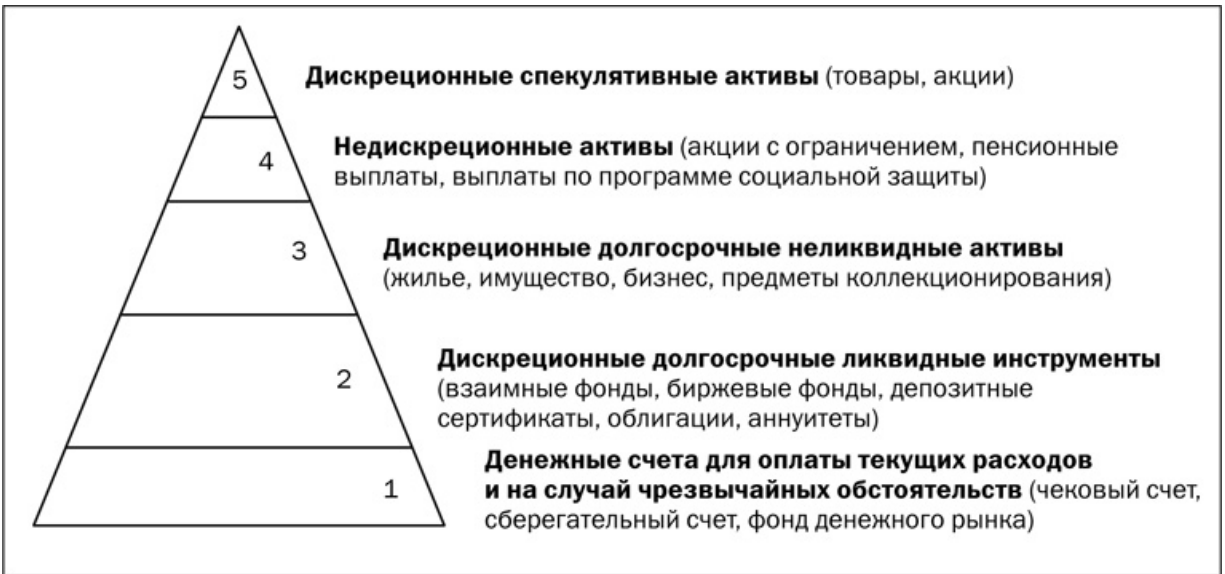 5
Дискреционные спекулятивные активы (товары, акции)
4
Недискреционные активы (акции с ограничением, пенсионные
выплаты, выплаты по программе социальной защиты)
3
Дискреционные долгосрочные неликвидные активы
(жилье, имущество, бизнес, предметы коллекционирования)
2
Дискреционные долгосрочные ликвидные инструменты
(взаимные фонды, биржевые фонды, депозитные
сертификаты, облигации, аннуитеты)
1
Денежные счета для оплаты текущих расходов
и на случай чрезвычайных обстоятельств (чековый счет,
сберегательный счет, фонд денежного рынка)